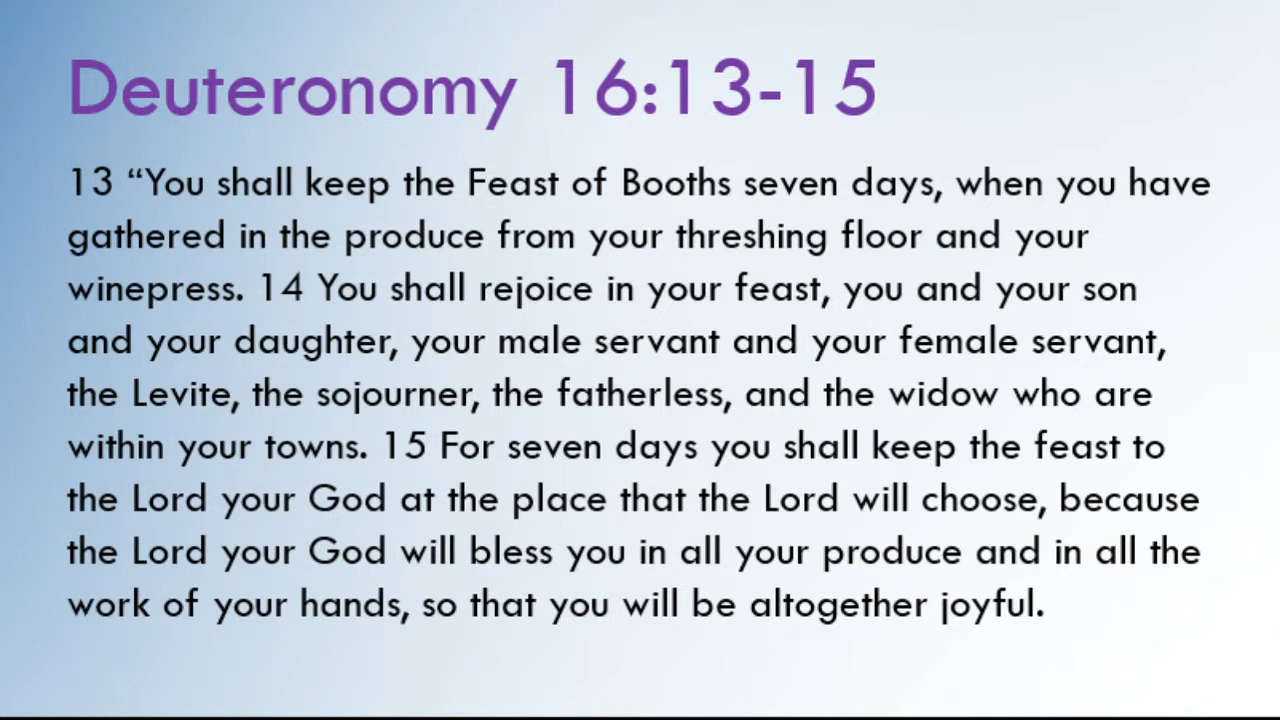 Deuteronomy 16:13-15
13 “You shall keep the Feast of Booths seven days, when you have
gathered in the produce from your threshing floor and your
winepress. 14 You shall rejoice in your feast, you and your son
and your daughter, your male servant and your female servant,
the Levite, the sojourner, the fatherless, and the widow who are
within your towns. 15 For seven days you shall keep the feast to
the Lord your God at the place that the Lord will choose, because
the Lord your God will bless you in all your produce and in all the
work of your hands, so that you will be altogether joyful.